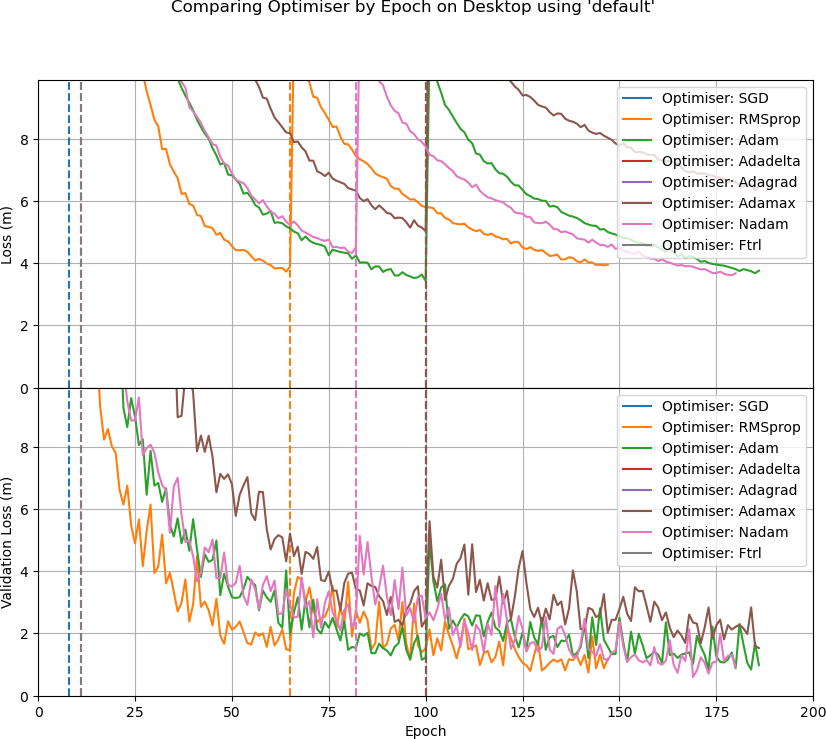 Comparing Optimiser by Epoch on Desktop using 'default'
Loss (m)
8
6
4
2
0
Optimiser: SGD
Optimiser: RMSprop
Optimiser: Adam
Optimiser: Adadelta
Optimiser: Adagrad
Optimiser: Adamax
Optimiser: Nadam
Optimiser: Ftrl
Validation Loss (m)
8
6
4
2
0
Optimiser: SGD
Optimiser: RMSprop
Optimiser: Adam
Optimiser: Adadelta
Optimiser: Adagrad
Optimiser: Adamax
Optimiser: Nadam
Optimiser: Ftrl
0 25 50 75 100 125 150 175 200
Epoch